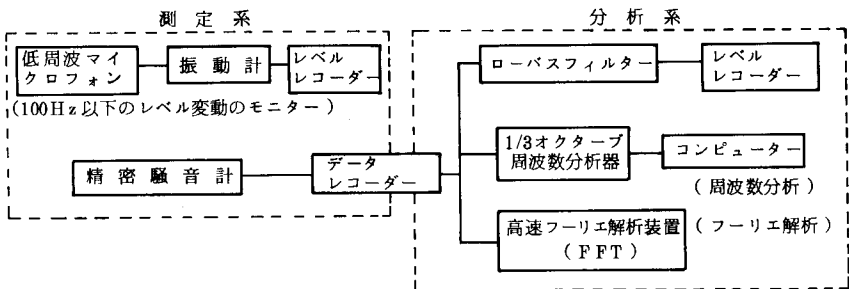 測定系
低周波マイクロフォン
振動計
レベルレコーダー
(100Hz以下のレベル変動のモニター)
精密騒音計
データレコーダー
分析系
ローパスフィルター
レベルレコーダー
1/3オクターブ周波数分析器
コンピューター
(周波数分析)
高速フーリエ解析装置
(FFT)
(フーリエ解析)